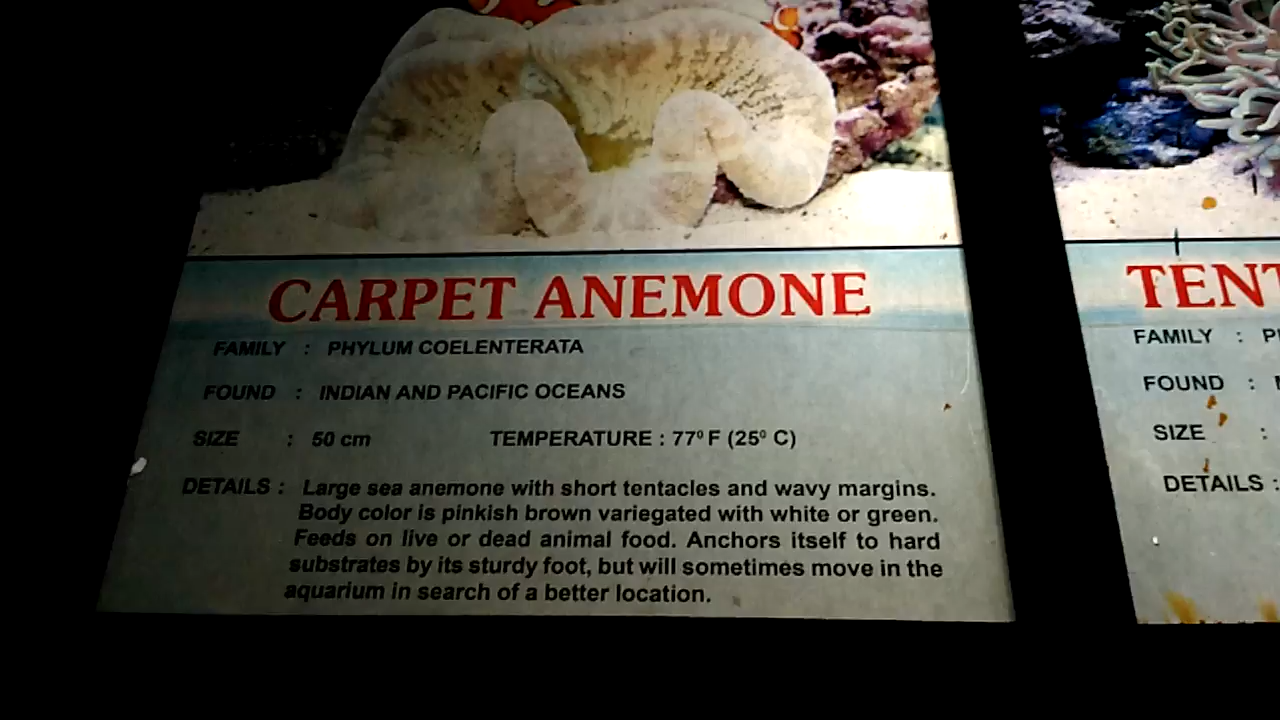 CARPET ANEMONE
FAMILY : PHYLUM COELENTERATA
FOUND : INDIAN AND PACIFIC OCEANS
SIZE : 50 cm TEMPERATURE : 77⁰ F (25⁰ C)
DETAILS : Large sea anemone with short tentacles and wavy margins.
Body color is pinkish brown variegated with white or green.
Feeds on live or dead animal food. Anchors itself to hard
substrates by its sturdy foot, but will sometimes move in the
aquarium in search of a better location.
FAMILY :
FOUND :
SIZE :
DETAILS :